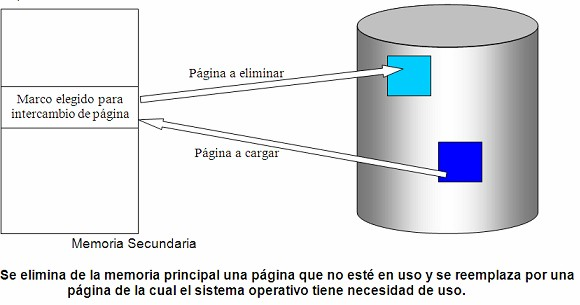 Página a eliminar
Marco elegido para
intercambio de página
Página a cargar
Memoria Secundaria
Se elimina de la memoria principal una página que no esté en uso y se reemplaza por una
página de la cual el sistema operativo tiene necesidad de uso.